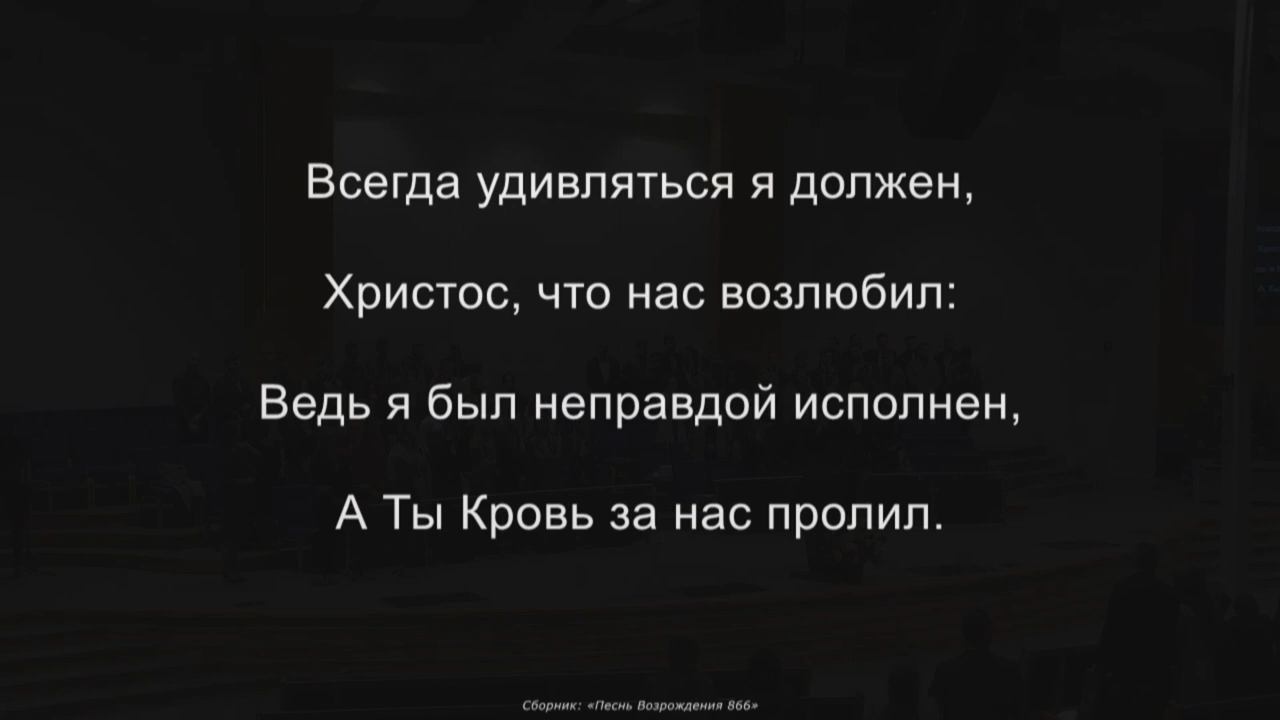 Всегда удивляться я должен,
Христос, что нас возлюбил:
Ведь я был неправдой исполнен,
А Ты Кровь за нас пролил.
Сборник: «Песнь Возрождения 866»